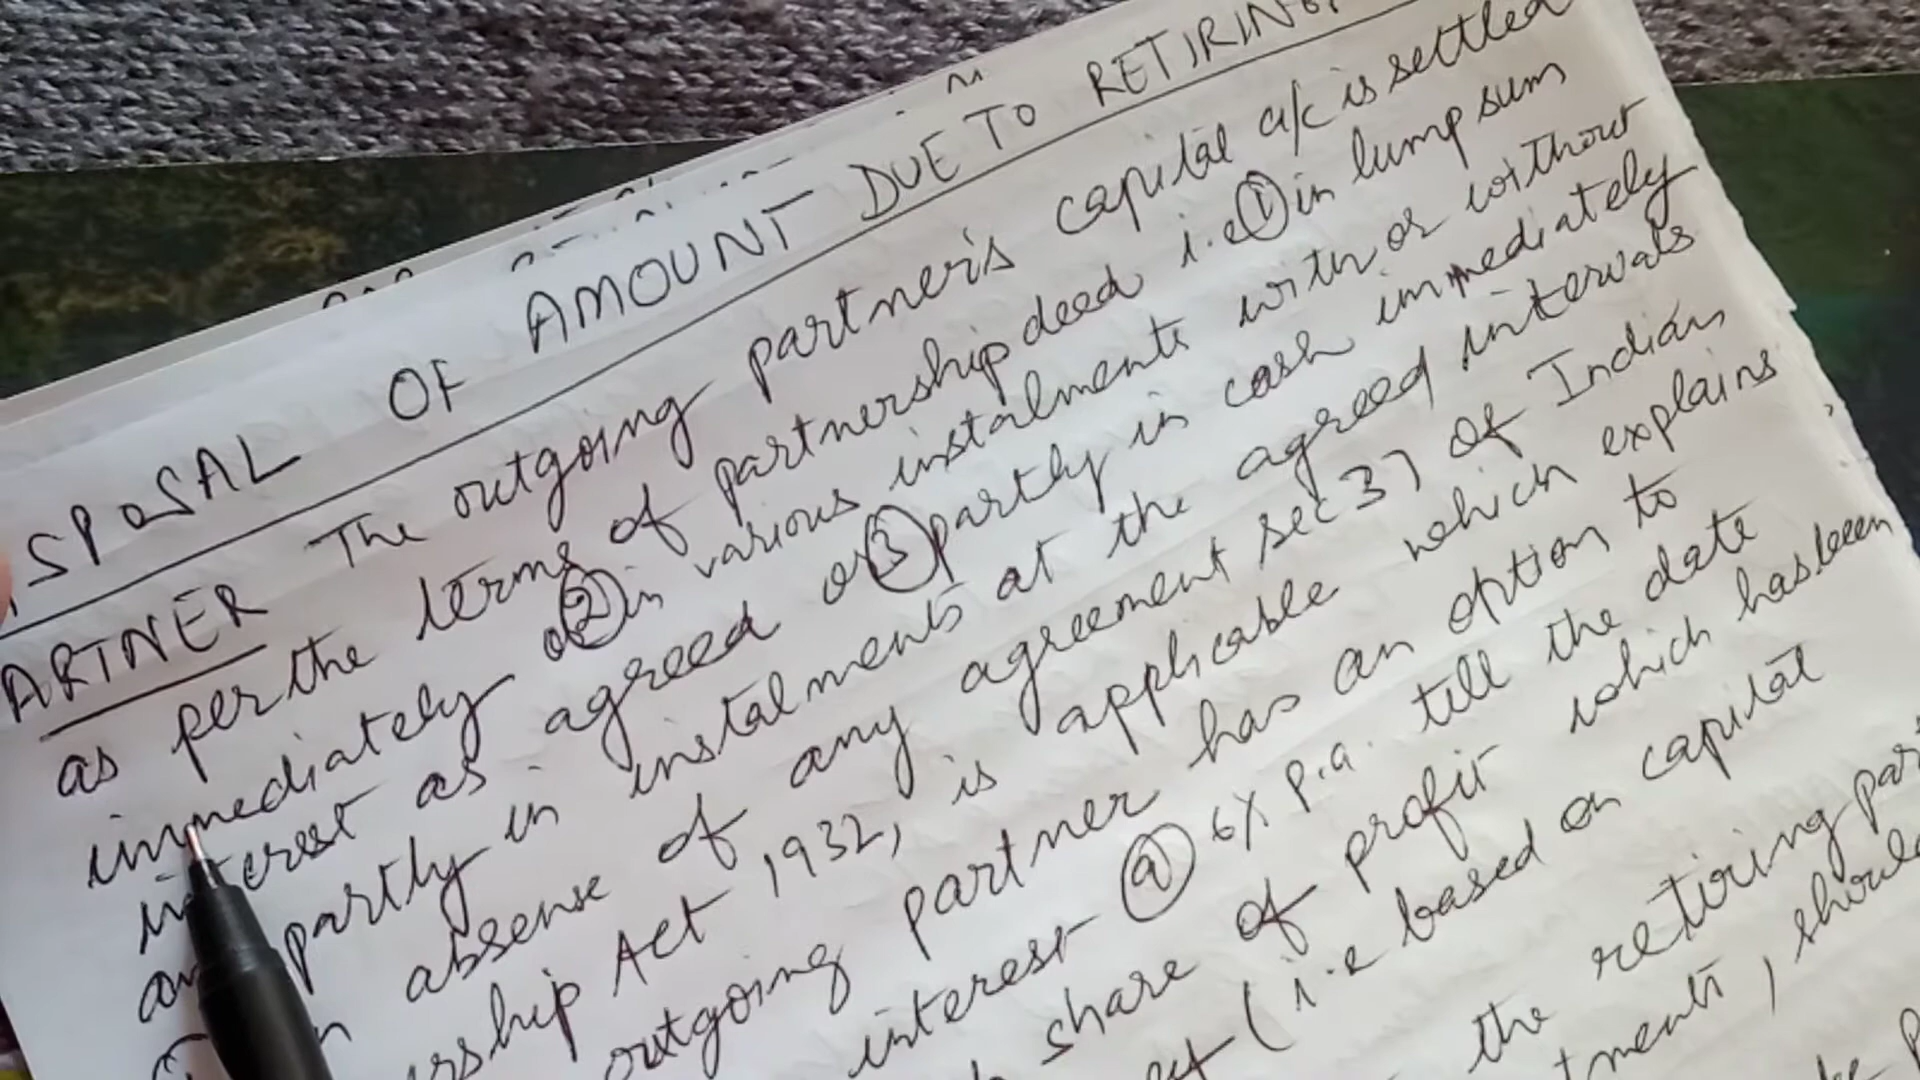 SPOSAL OF AMOUNT DUE TO RETIRING
ARTNER The outgoing partner's capital a/c is settled
as per the terms of partnership deed i.e ① in lump sum
immediately or ② in various instalments with or without
interest as agreed or ③ partly in cash immediately
and partly in instalments at the agreed intervals
absense of any agreement sec 37 of Indian
rship Act, 1932, is applicable which explains
outgoing partner has an option to
interest @ 6% p.a. till the date
share of profit which has been
(i.e based on capital
the retiring par
tments, should